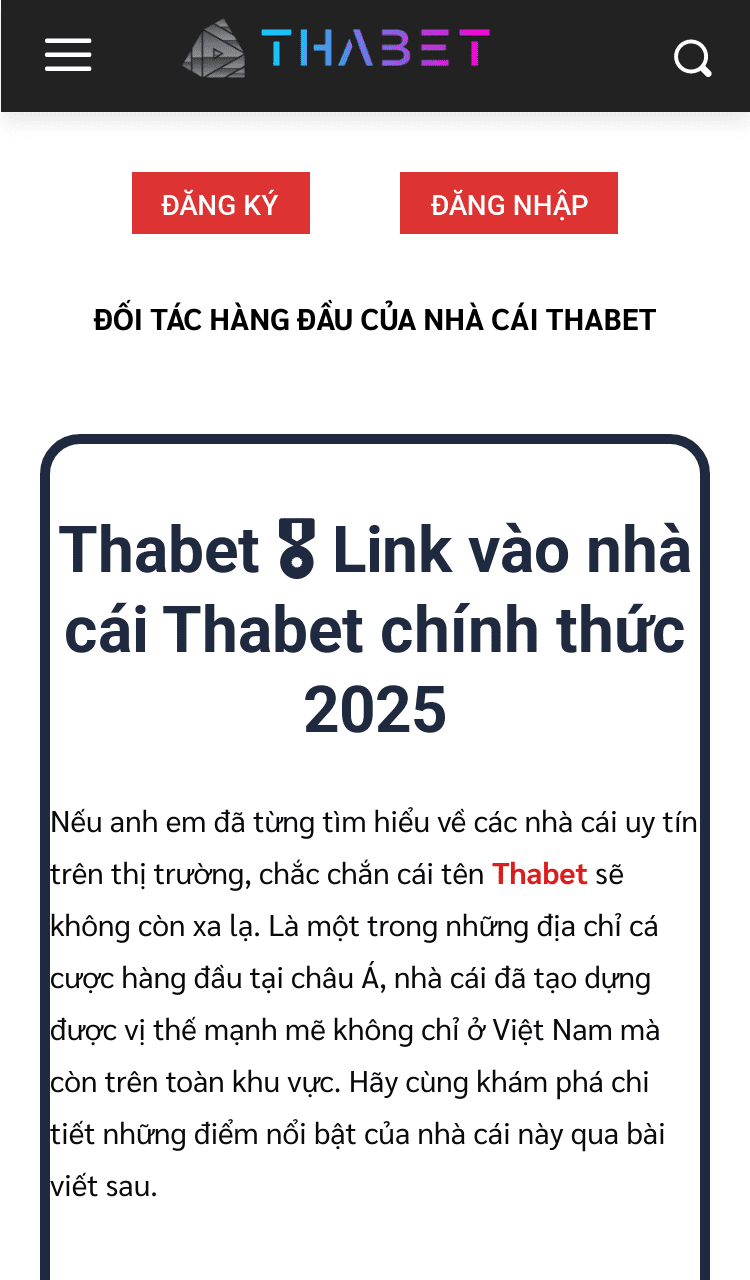 THABET
ĐĂNG KÝ
ĐĂNG NHẬP
ĐỐI TÁC HÀNG ĐẦU CỦA NHÀ CÁI THABET
Thabet 🎖 Link vào nhà
cái Thabet chính thức
2025
Nếu anh em đã từng tìm hiểu về các nhà cái uy tín
trên thị trường, chắc chắn cái tên Thabet sẽ
không còn xa lạ. Là một trong những địa chỉ cá
cược hàng đầu tại châu Á, nhà cái đã tạo dựng
được vị thế mạnh mẽ không chỉ ở Việt Nam mà
còn trên toàn khu vực. Hãy cùng khám phá chi
tiết những điểm nổi bật của nhà cái này qua bài
viết sau.